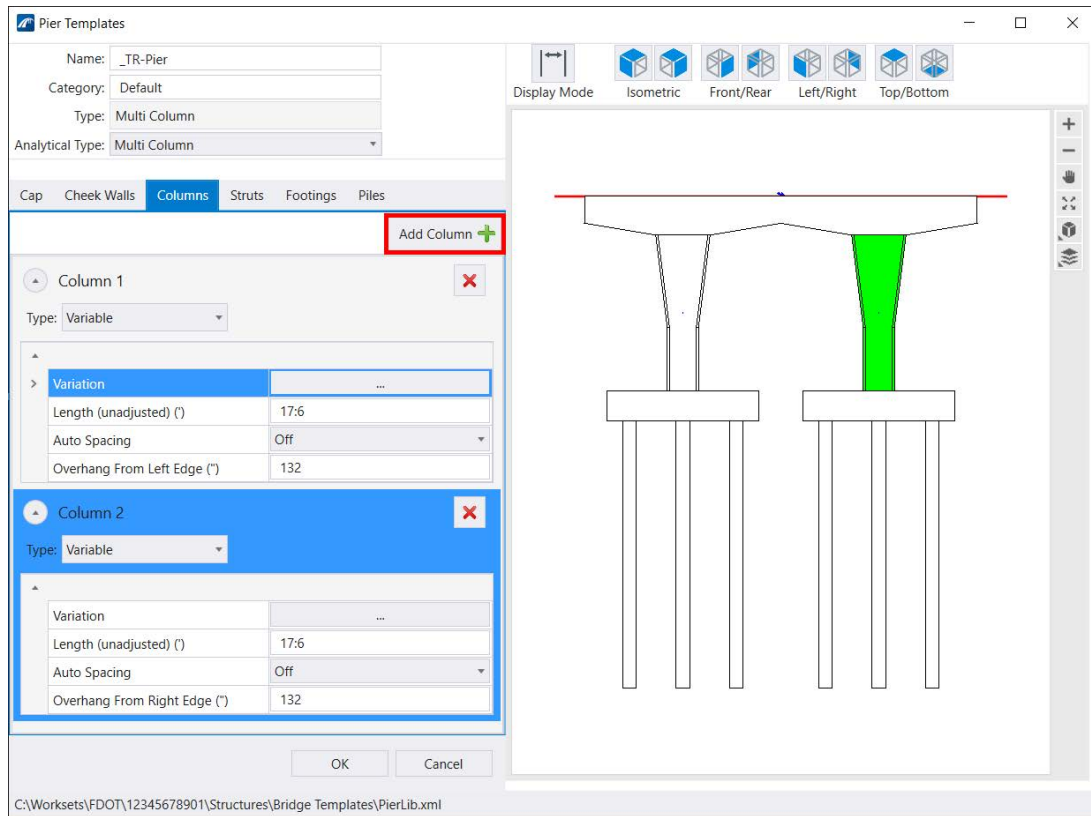 Pier Templates
Name: _TR-Pier
Category: Default
Type: Multi Column
Analytical Type: Multi Column
Display Mode Isometric Front/Rear Left/Right Top/Bottom
Cap Cheek Walls Columns Struts Footings Piles
Add Column
Column 1
Type: Variable
Variation ...
Length (unadjusted) (') 17:6
Auto Spacing Off
Overhang From Left Edge (") 132
Column 2
Type: Variable
Variation ...
Length (unadjusted) (') 17:6
Auto Spacing Off
Overhang From Right Edge (") 132
OK Cancel
C:\Worksets\FDOT\12345678901\Structures\Bridge Templates\PierLib.xml